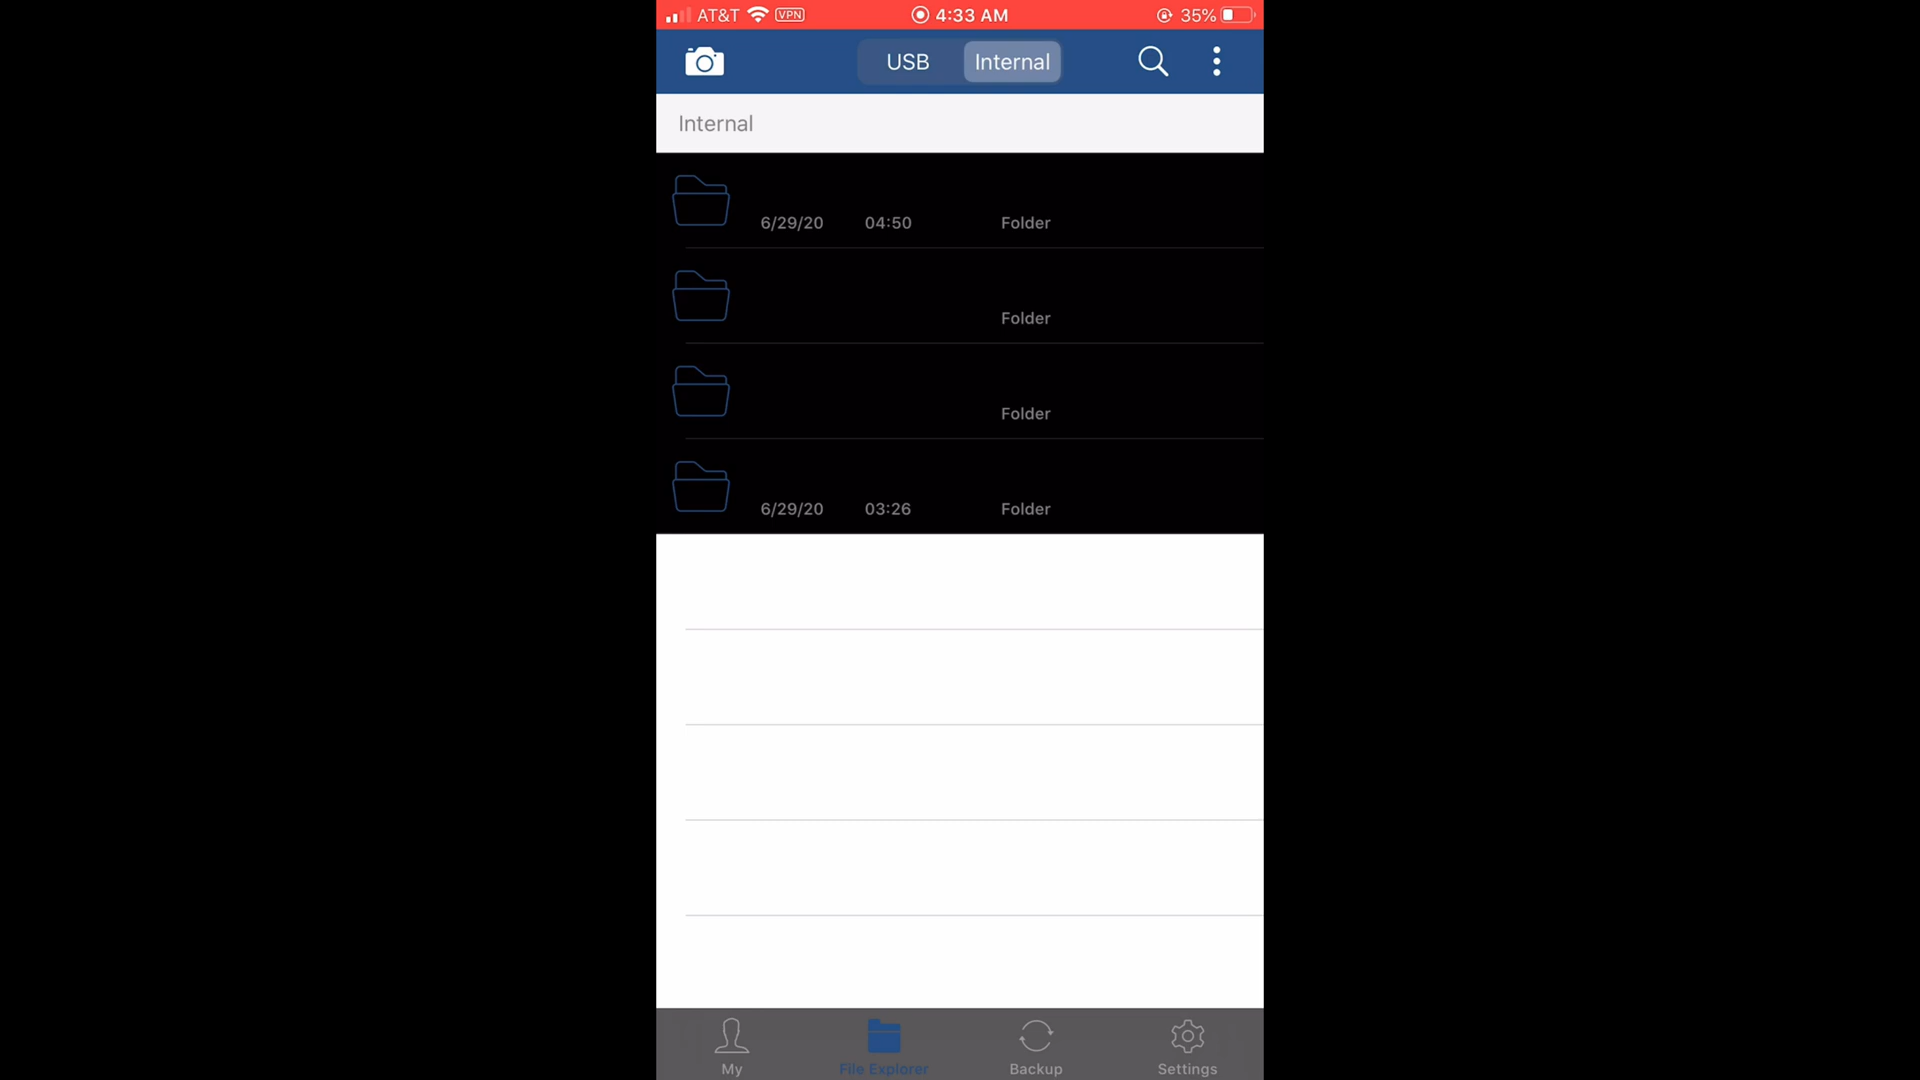 AT&T VPN 4:33 AM 35%
USB Internal
Internal
6/29/20 04:50 Folder
Folder
Folder
6/29/20 03:26 Folder
My File Explorer Backup Settings